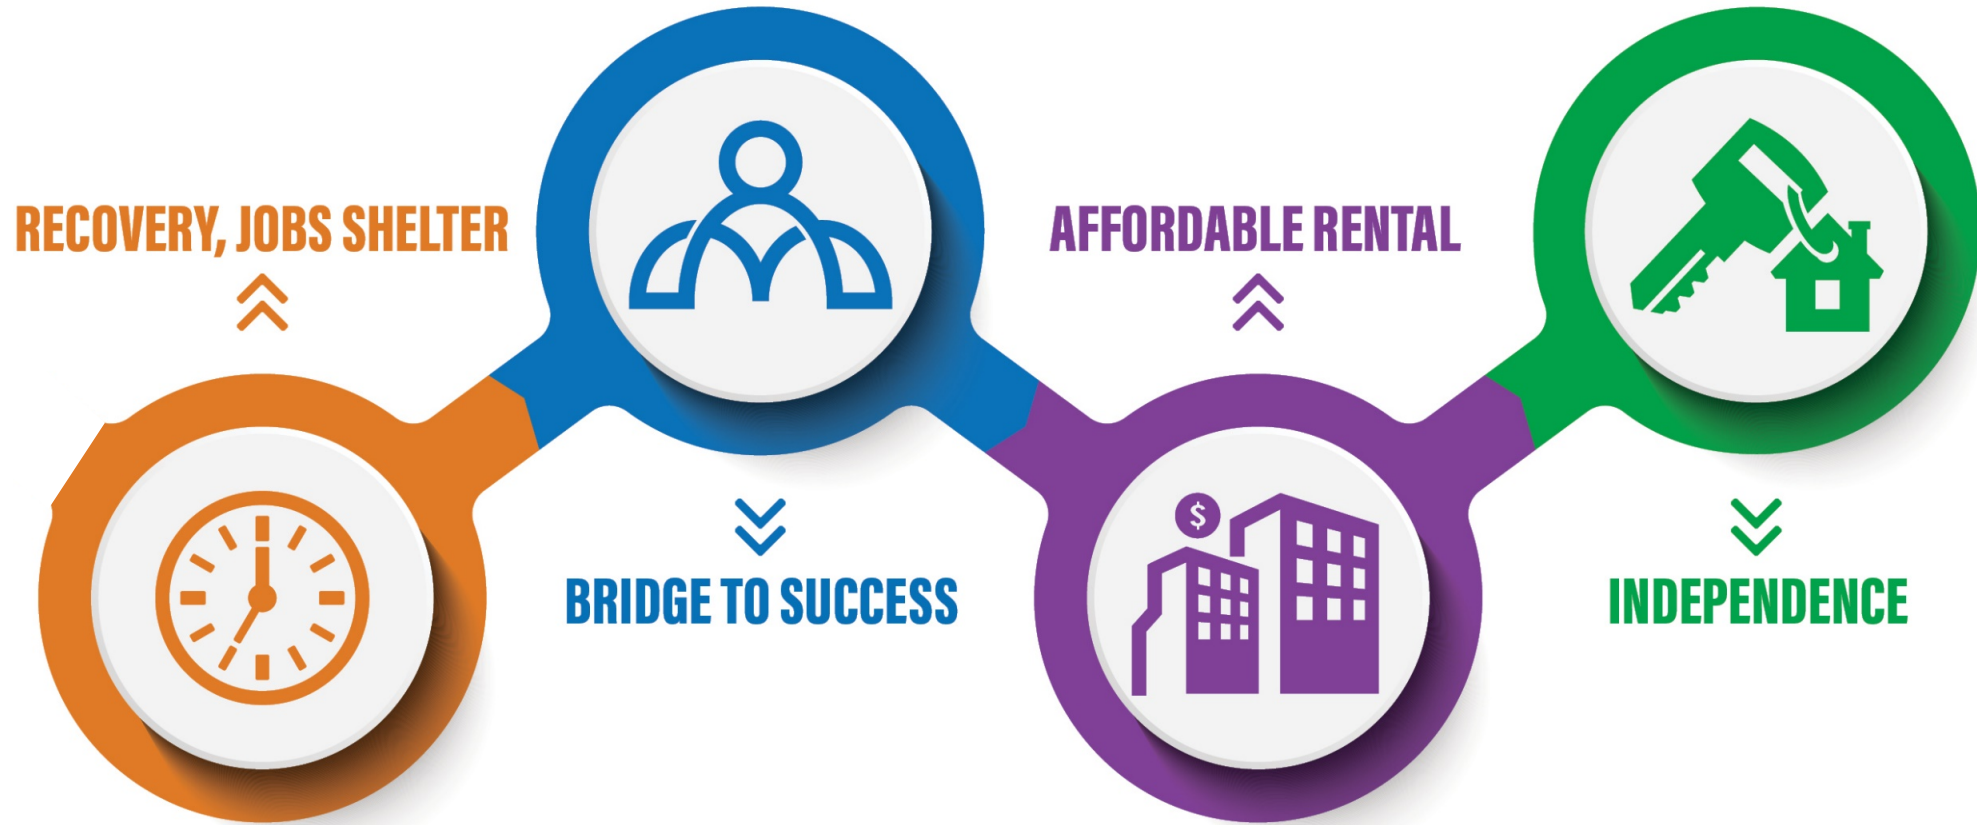 RECOVERY, JOBS SHELTER
BRIDGE TO SUCCESS
AFFORDABLE RENTAL
$
INDEPENDENCE